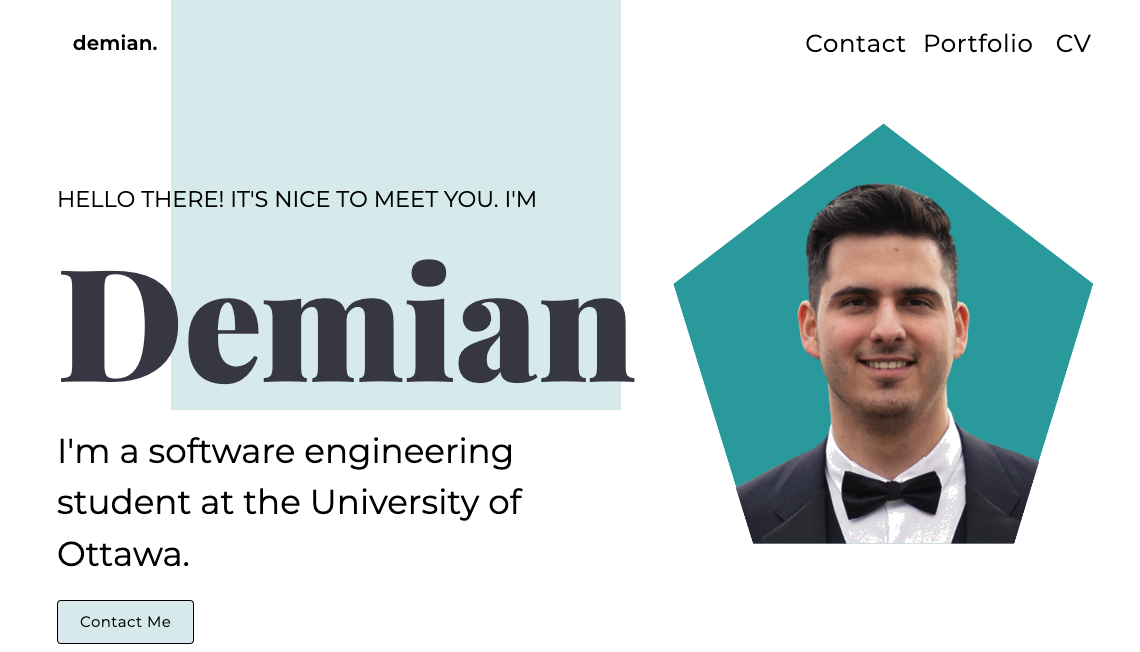 demian.
Contact Portfolio CV
HELLO THERE! IT'S NICE TO MEET YOU. I'M
Demian
I'm a software engineering
student at the University of
Ottawa.
Contact Me